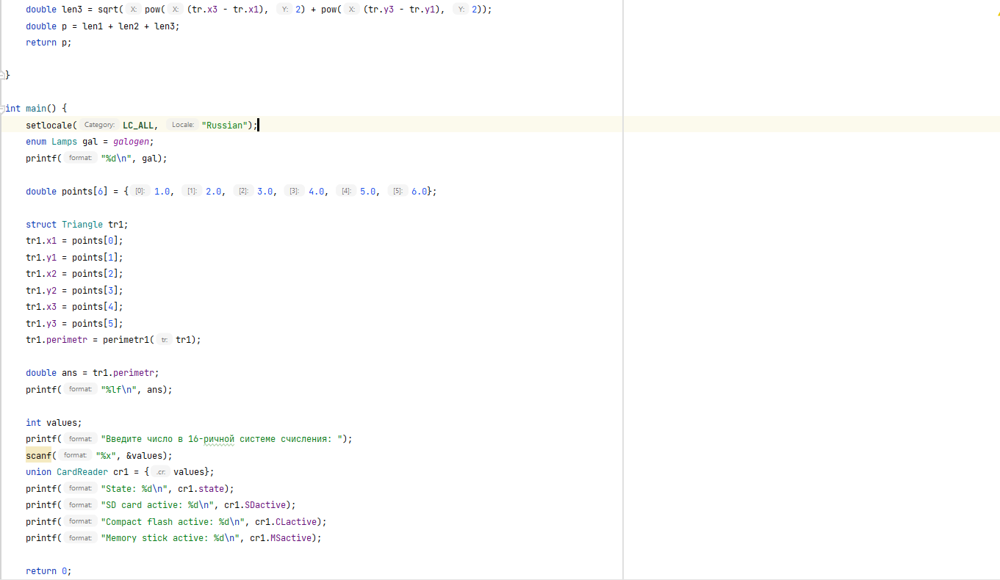 double len3 = sqrt( X: pow( X: (tr.x3 - tr.x1), Y: 2) + pow( X: (tr.y3 - tr.y1), Y: 2));
double p = len1 + len2 + len3;
return p;
}
int main() {
setlocale( Category: LC_ALL, Locale: "Russian");
enum Lamps gal = galogen;
printf( format: "%d\n", gal);
double points[6] = { [0]: 1.0, [1]: 2.0, [2]: 3.0, [3]: 4.0, [4]: 5.0, [5]: 6.0};
struct Triangle tr1;
tr1.x1 = points[0];
tr1.y1 = points[1];
tr1.x2 = points[2];
tr1.y2 = points[3];
tr1.x3 = points[4];
tr1.y3 = points[5];
tr1.perimetr = perimetr1( tr: tr1);
double ans = tr1.perimetr;
printf( format: "%lf\n", ans);
int values;
printf( format: "Введите число в 16-ричной системе счисления: ");
scanf( format: "%x", &values);
union CardReader cr1 = { .cr: values};
printf( format: "State: %d\n", cr1.state);
printf( format: "SD card active: %d\n", cr1.SDactive);
printf( format: "Compact flash active: %d\n", cr1.CLactive);
printf( format: "Memory stick active: %d\n", cr1.MSactive);
return 0;